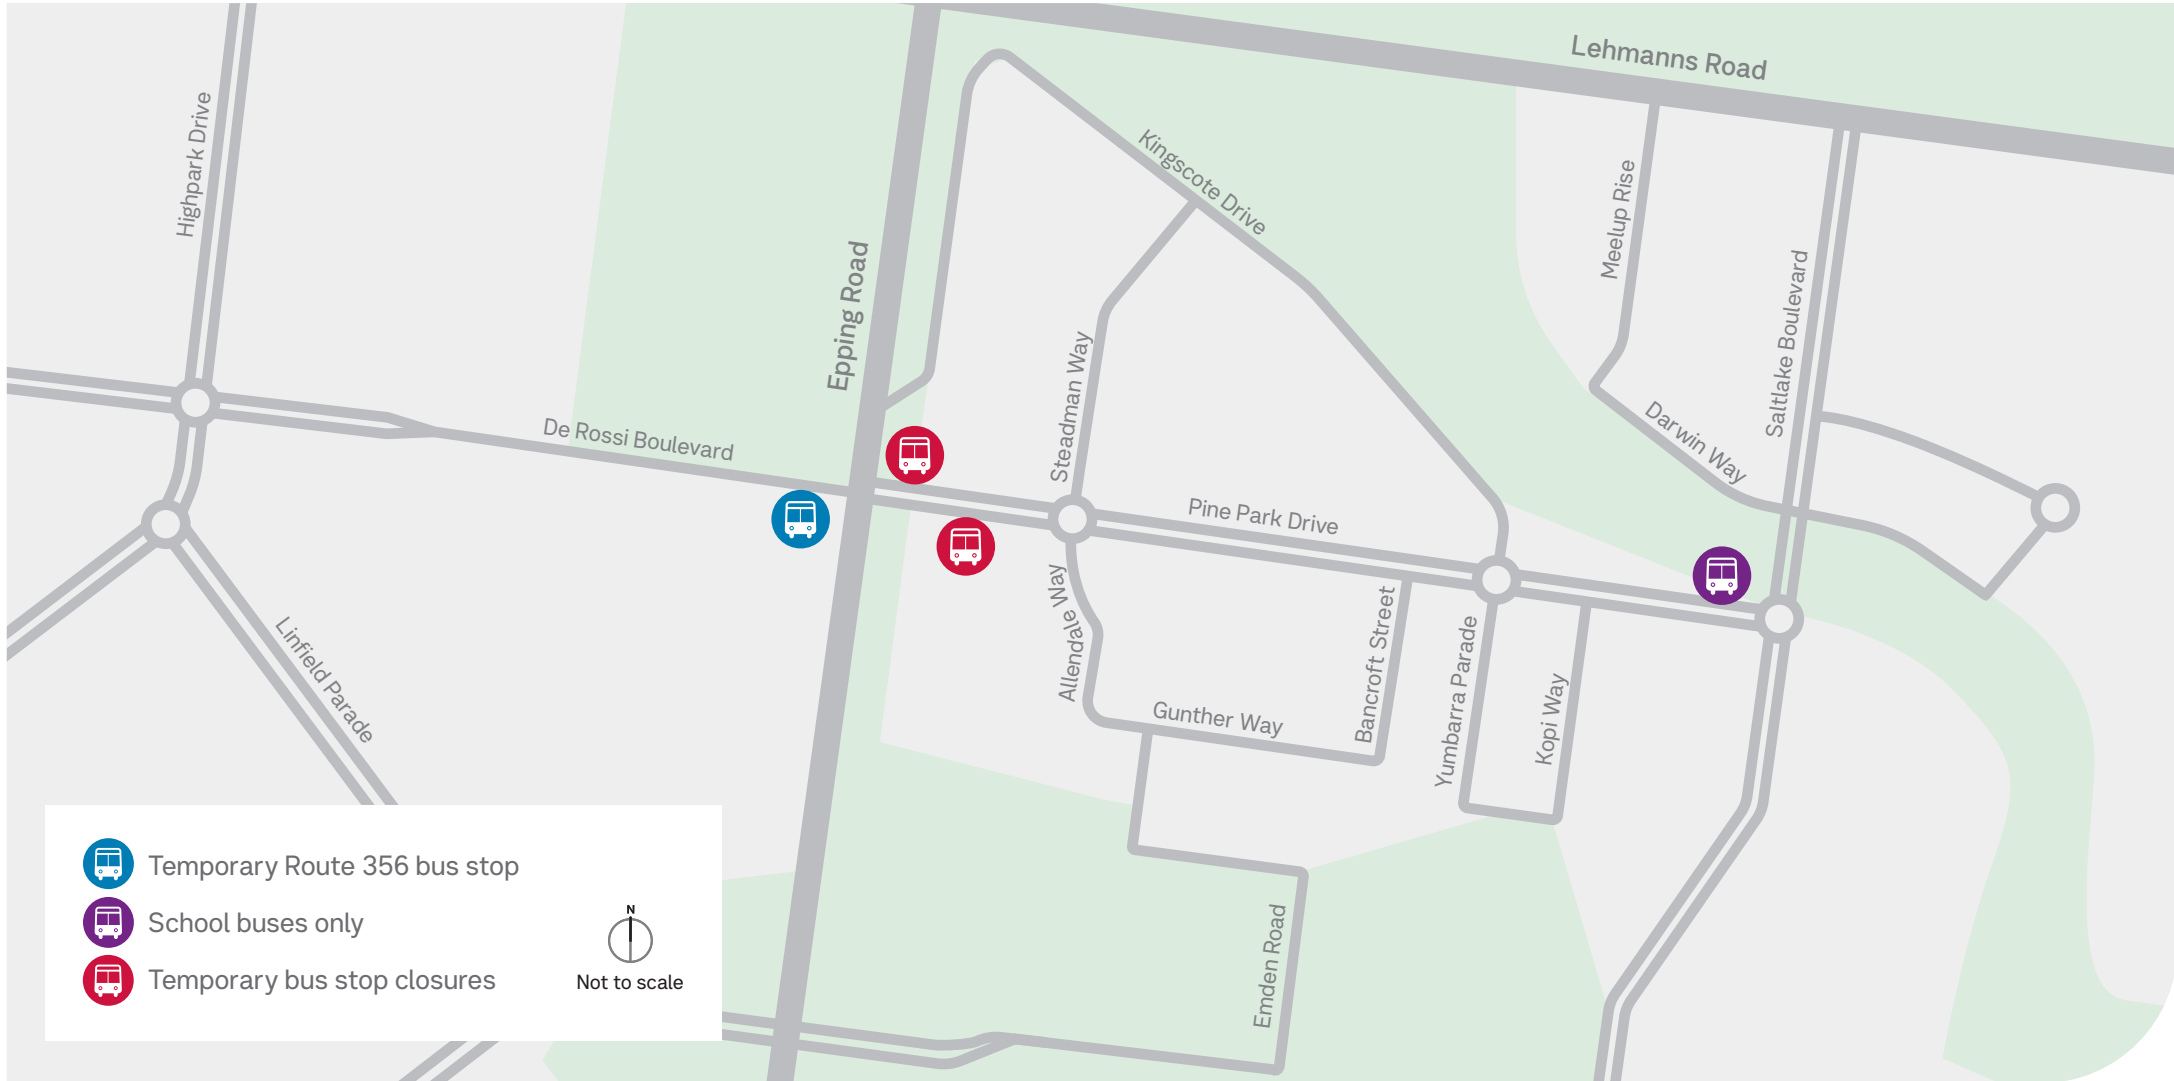 Lehmanns Road
Highpark Drive
Kingscote Drive
Meelup Rise
Epping Road
Saltlake Boulevard
Steadman Way
De Rossi Boulevard
Darwin Way
Pine Park Drive
Allendale Way
Bancroft Street
Linfield Parade
Yumbarra Parade
Kopi Way
Gunther Way
Emden Road
Temporary Route 356 bus stop
School buses only
Temporary bus stop closures
N
Not to scale